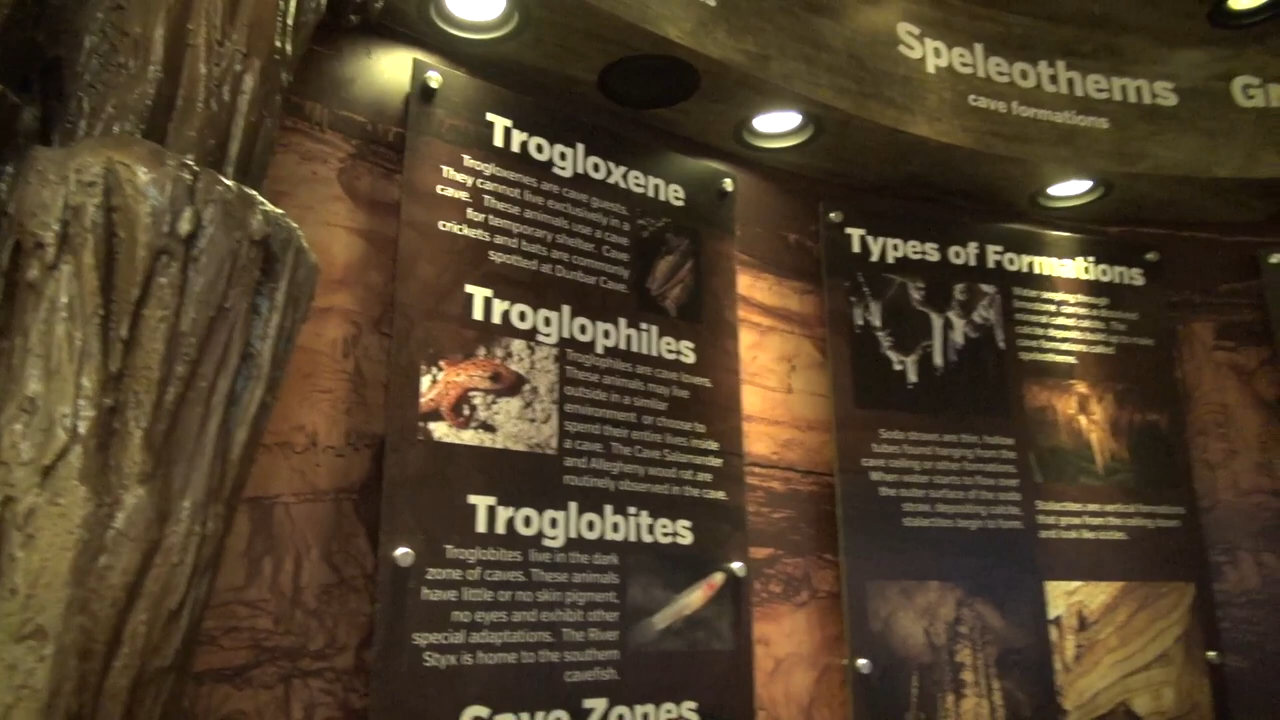 Speleothems
cave formations
Trogloxene
Trogloxenes are cave guests.
They cannot live exclusively in a
cave. These animals use a cave
for temporary shelter. Cave
crickets and bats are commonly
spotted at Dunbar Cave.
Troglophiles
Troglophiles are cave lovers.
These animals may live
outside in a similar
environment or choose to
spend their entire lives inside
a cave. The Cave Salamander
and Allegheny wood rat are
routinely observed in the cave.
Troglobites
Troglobites live in the dark
zone of caves. These animals
have little or no skin pigment,
no eyes and exhibit other
special adaptations. The River
Styx is home to the southern
cavefish.
Cave Zones
Types of Formations
Soda straws are thin, hollow
tubes found hanging from the
cave ceiling or other formations.
When water starts to flow over
the outer surface of the soda
straw, depositing calcite,
stalactites begin to form.
Stalactites are vertical formations
that grow from the ceiling down
and look like icicles.